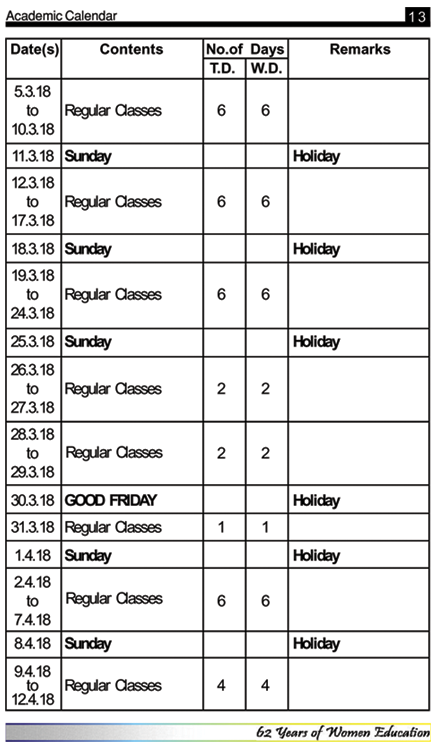 Academic Calendar 13
Date(s) Contents No.of Days Remarks
T.D. W.D.
5.3.18
to Regular Classes 6 6
10.3.18
11.3.18 Sunday Holiday
12.3.18
to Regular Classes 6 6
17.3.18
18.3.18 Sunday Holiday
19.3.18
to Regular Classes 6 6
24.3.18
25.3.18 Sunday Holiday
26.3.18
to Regular Classes 2 2
27.3.18
28.3.18
to Regular Classes 2 2
29.3.18
30.3.18 GOOD FRIDAY Holiday
31.3.18 Regular Classes 1 1
1.4.18 Sunday Holiday
2.4.18
to Regular Classes 6 6
7.4.18
8.4.18 Sunday Holiday
9.4.18
to Regular Classes 4 4
12.4.18
62 Years of Women Education